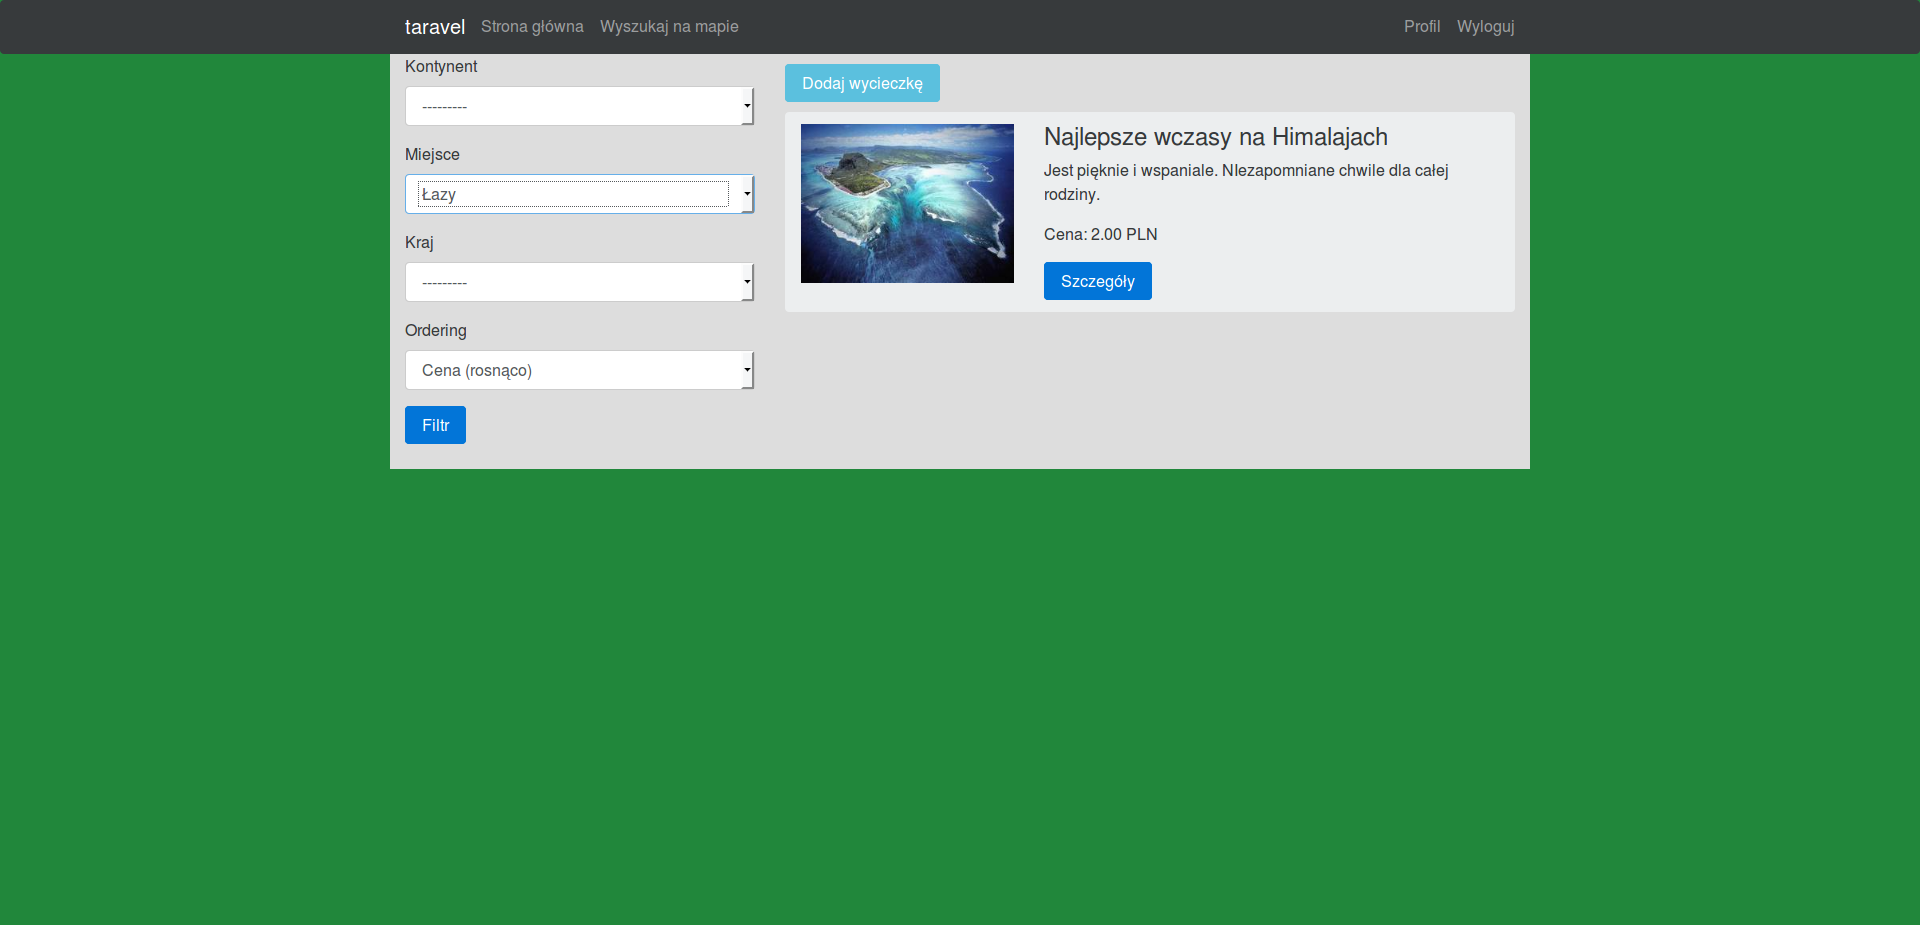 taravel Strona główna Wyszukaj na mapie Profil Wyloguj
Kontynent
---------
Miejsce
Łazy
Kraj
---------
Ordering
Cena (rosnąco)
Filtr
Dodaj wycieczkę
Najlepsze wczasy na Himalajach
Jest pięknie i wspaniale. NIezapomniane chwile dla całej
rodziny.
Cena: 2.00 PLN
Szczegóły